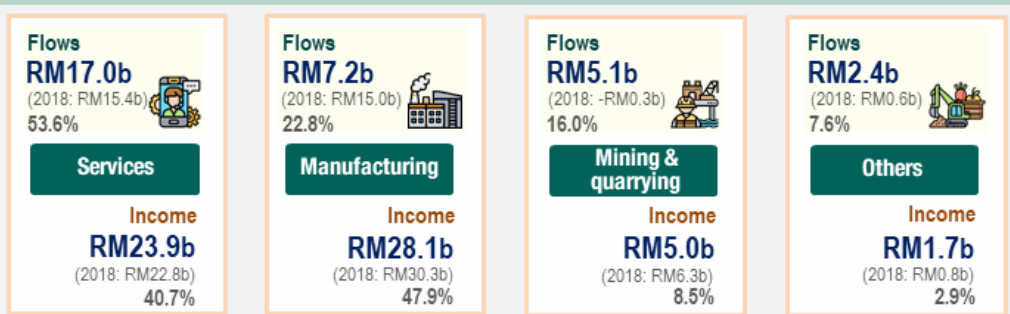 Flows
RM17.0b
(2018: RM15.4b)
53.6%
Services
Income
RM23.9b
(2018: RM22.8b)
40.7%
Flows
RM7.2b
(2018: RM15.0b)
22.8%
Manufacturing
Income
RM28.1b
(2018: RM30.3b)
47.9%
Flows
RM5.1b
(2018: -RM0.3b)
16.0%
Mining &
quarrying
Income
RM5.0b
(2018: RM6.3b)
8.5%
Flows
RM2.4b
(2018: RM0.6b)
7.6%
Others
Income
RM1.7b
(2018: RM0.8b)
2.9%